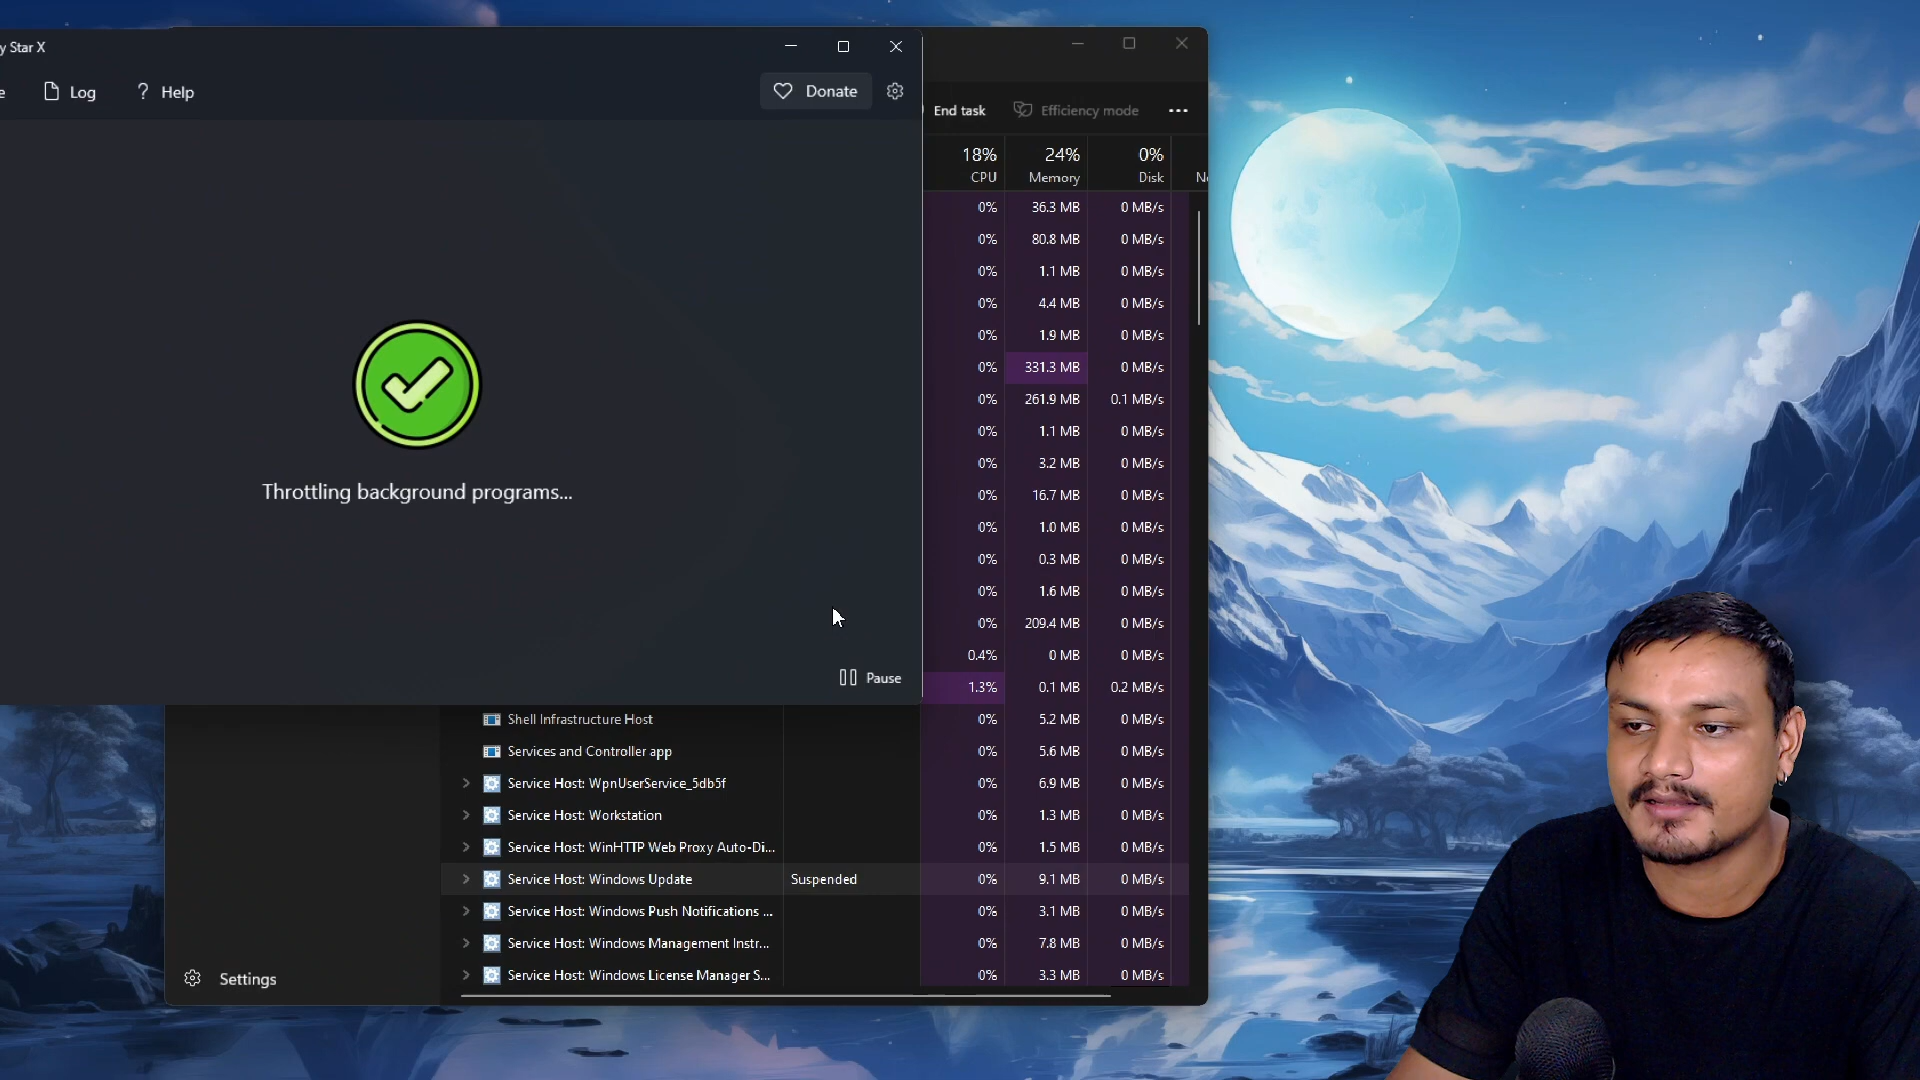 y Star X
e Log ? Help Donate
End task Efficiency mode ...
18% 24% 0%
CPU Memory Disk
0% 36.3 MB 0 MB/s
0% 80.8 MB 0 MB/s
0% 1.1 MB 0 MB/s
0% 4.4 MB 0 MB/s
0% 1.9 MB 0 MB/s
0% 331.3 MB 0 MB/s
0% 261.9 MB 0.1 MB/s
0% 1.1 MB 0 MB/s
0% 3.2 MB 0 MB/s
0% 16.7 MB 0 MB/s
0% 1.0 MB 0 MB/s
0% 0.3 MB 0 MB/s
0% 1.6 MB 0 MB/s
0% 209.4 MB 0 MB/s
0.4% 0 MB 0 MB/s
1.3% 0.1 MB 0.2 MB/s
Throttling background programs...
Pause
Shell Infrastructure Host 0% 5.2 MB 0 MB/s
Services and Controller app 0% 5.6 MB 0 MB/s
Service Host: WpnUserService_5db5f 0% 6.9 MB 0 MB/s
Service Host: Workstation 0% 1.3 MB 0 MB/s
Service Host: WinHTTP Web Proxy Auto-Di... 0% 1.5 MB 0 MB/s
Service Host: Windows Update Suspended 0% 9.1 MB 0 MB/s
Service Host: Windows Push Notifications ... 0% 3.1 MB 0 MB/s
Service Host: Windows Management Instr... 0% 7.8 MB 0 MB/s
Service Host: Windows License Manager S... 0% 3.3 MB 0 MB/s
Settings